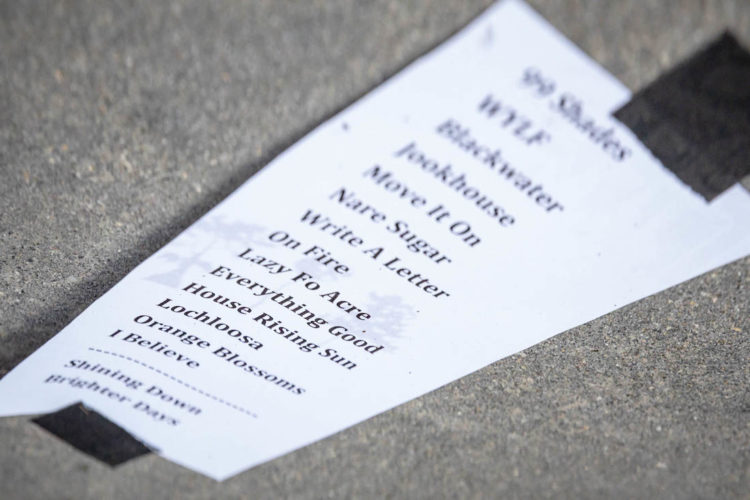 99 Shades
WYLF
Blackwater
Jookhouse
Move It On
Nare Sugar
Write A Letter
On Fire
Lazy Fo Acre
Everything Good
House Rising Sun
Lochloosa
Orange Blossoms
I Believe
--------------------------------
Shining Down
Brighter Days